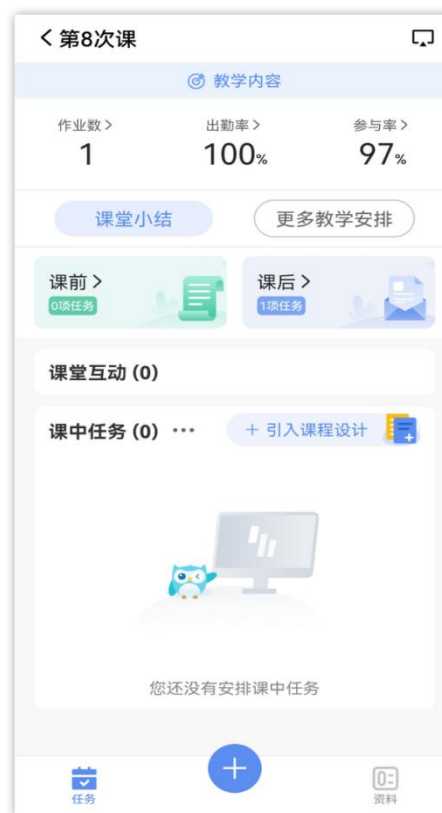 第8次课
教学内容
作业数 出勤率 参与率
1 100% 97%
课堂小结 更多教学安排
课前 课后
0项任务 1项任务
课堂互动 (0)
课中任务 (0) ··· + 引入课程设计
您还没有安排课中任务
任务 资料